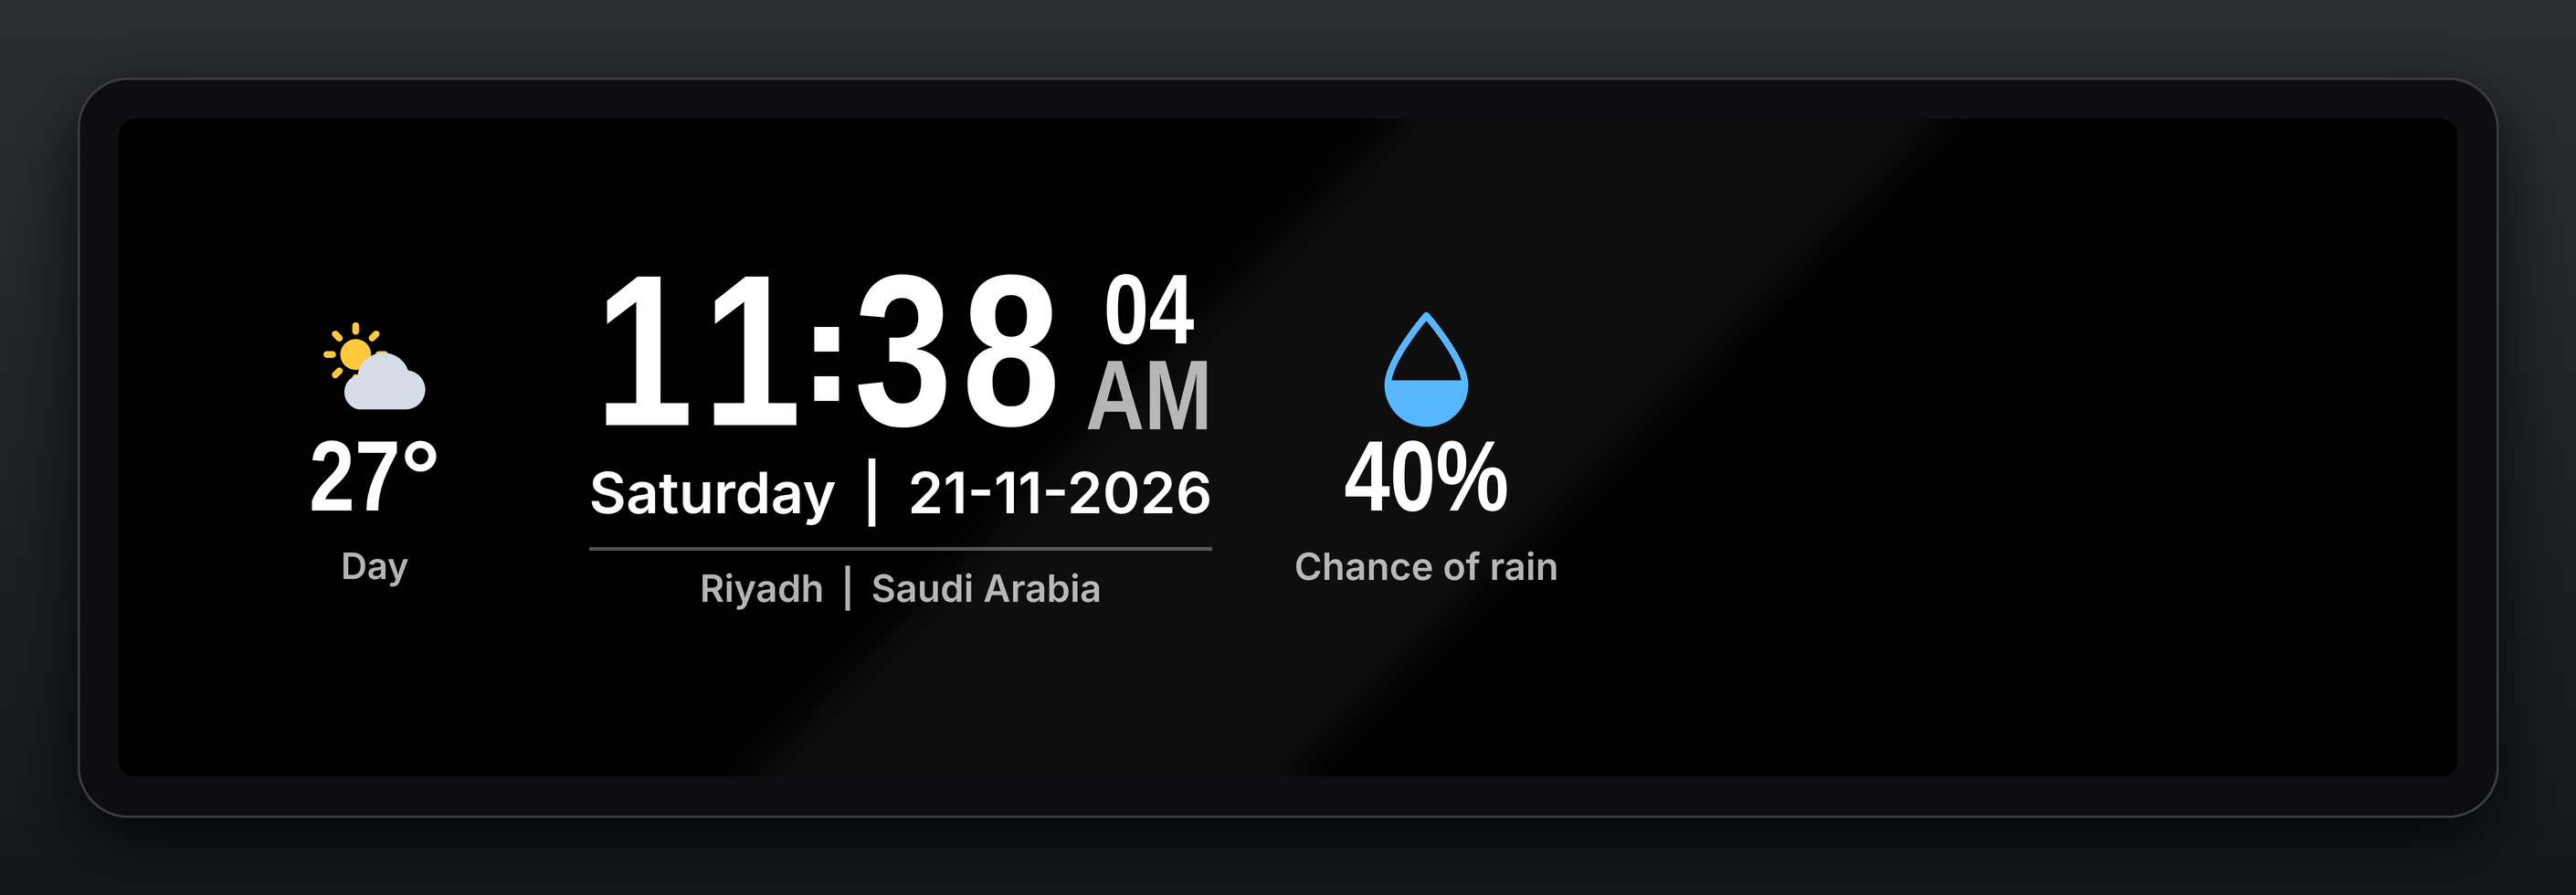 27°
Day
11:38 04 AM
Saturday | 21-11-2026
Riyadh | Saudi Arabia
40%
Chance of rain